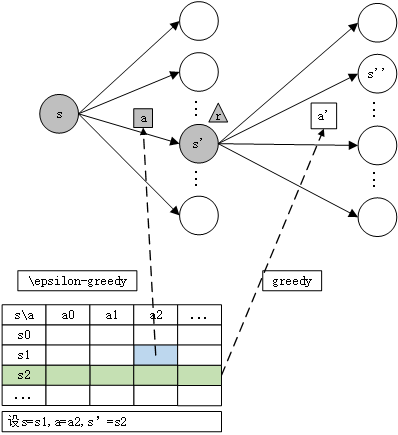 s''
s
a
r
a'
s'
\epsilon-greedy
greedy
s\a a0 a1 a2 ...
s0
s1
s2
...
设s=s1,a=a2,s’=s2